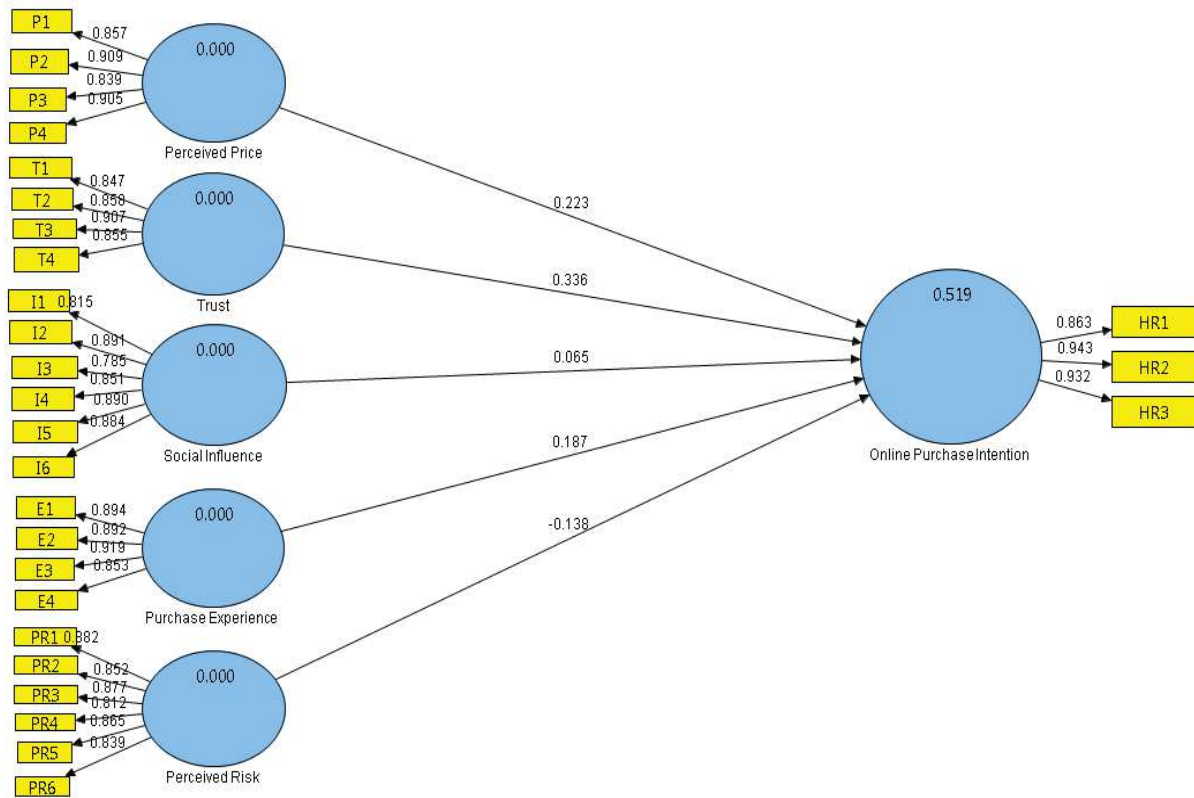 P1
0.857
P2
0.909
P3
0.839
P4
0.905
0.000
Perceived Price
T1
0.847
T2
0.858
T3
0.907
T4
0.855
0.000
Trust
I1
0.815
I2
0.891
I3
0.785
I4
0.851
I5
0.890
I6
0.884
0.000
Social Influence
E1
0.894
E2
0.892
E3
0.919
E4
0.853
0.000
Purchase Experience
PR1
0.882
PR2
0.852
PR3
0.877
PR4
0.812
PR5
0.865
PR6
0.839
0.000
Perceived Risk
0.223
0.336
0.065
0.187
-0.138
0.519
Online Purchase Intention
0.863
HR1
0.943
HR2
0.932
HR3